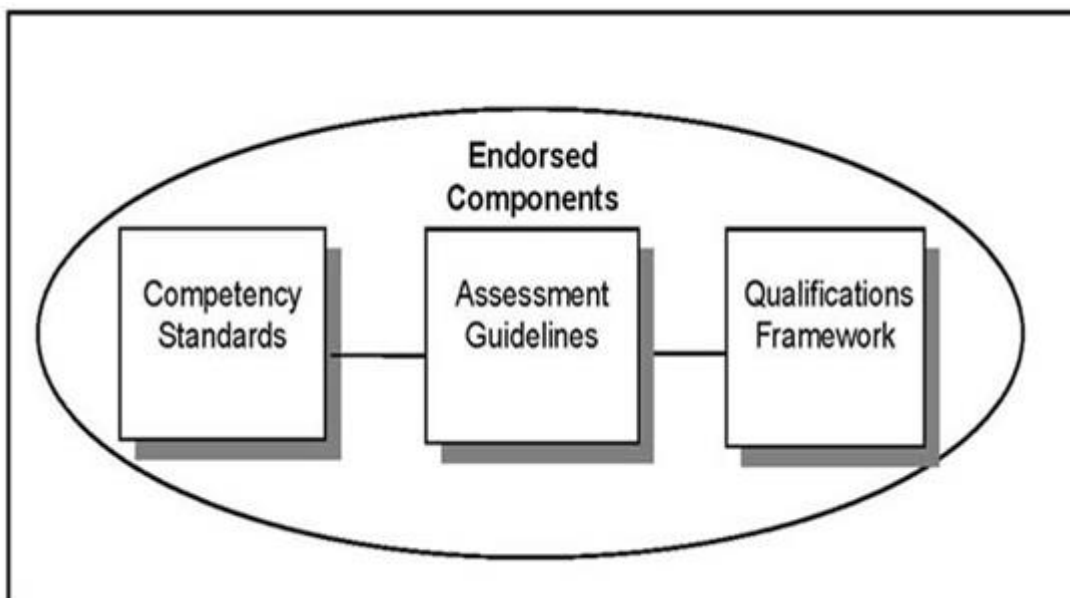 Endorsed
Components
Competency
Standards
Assessment
Guidelines
Qualifications
Framework